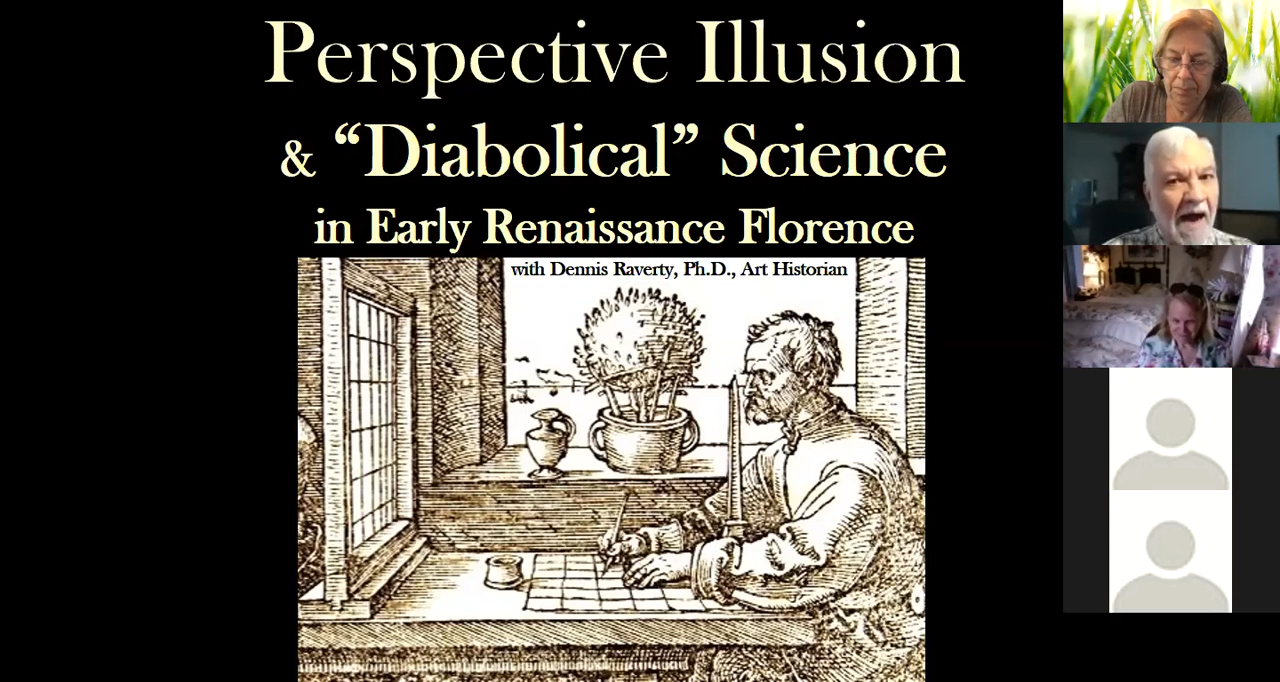 Perspective Illusion
& “Diabolical” Science
in Early Renaissance Florence
with Dennis Raverty, Ph.D., Art Historian